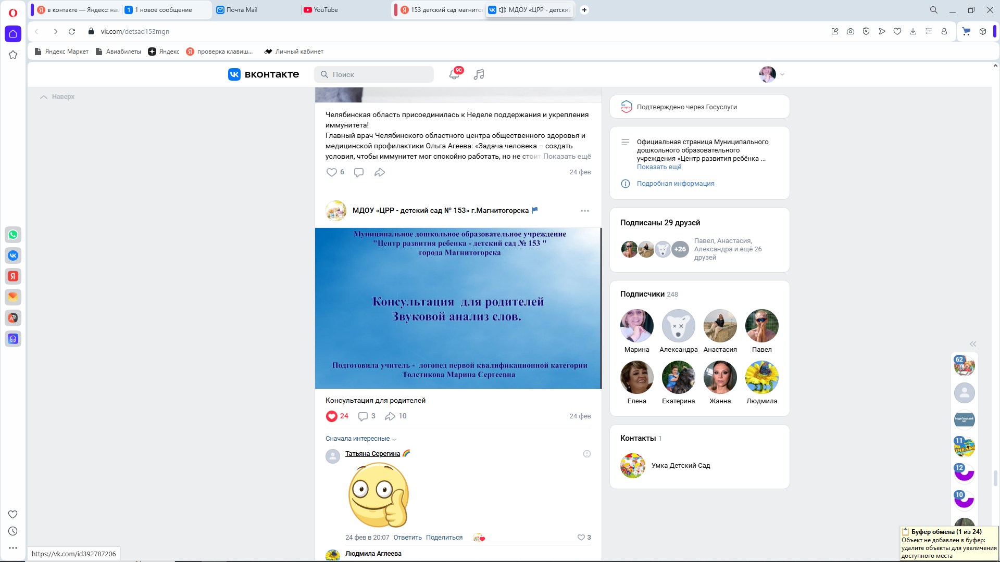 в контакте — Яндекс: на
1 новое сообщение
Почта Mail
YouTube
153 детский сад магнито
МДОУ «ЦРР - детски
vk.com/detsad153mgn
Яндекс Маркет
Авиабилеты
Яндекс
проверка клавиш...
Личный кабинет
вконтакте
Поиск
90
Наверх
Челябинская область присоединилась к Неделе поддержания и укрепления
иммунитета!
Главный врач Челябинского областного центра общественного здоровья и
медицинской профилактики Ольга Агеева: «Задача человека – создать
условия, чтобы иммунитет мог спокойно работать, но не стоит Показать ещё
6
24 фев
МДОУ «ЦРР - детский сад № 153» г.Магнитогорска
Муниципальное дошкольное образовательное учреждение
"Центр развития ребенка - детский сад № 153 "
города Магнитогорска
Консультация для родителей
Звуковой анализ слов.
Подготовила учитель - логопед первой квалификационной категории
Толстикова Марина Сергеевна
Консультация для родителей
24
3
10
24 фев
Сначала интересные
Татьяна Серегина
24 фев в 20:07 Ответить Поделиться
3
Людмила Аглеева
госуслуги
Подтверждено через Госуслуги
Официальная страница Муниципального
дошкольного образовательного
учреждения «Центр развития ребёнка ...
Показать ещё
Подробная информация
Подписаны 29 друзей
+26
Павел, Анастасия,
Александра и ещё 26
друзей
Подписчики 248
Марина
Александра
Анастасия
Павел
Елена
Екатерина
Жанна
Людмила
Контакты 1
Умка Детский-Сад
62
РОДИТЕЛЬСКИЙ
ЧАТ
11
12
10
Буфер обмена (1 из 24)
Объект не добавлен в буфер:
удалите объекты для увеличения
доступного места
https://vk.com/id392787206